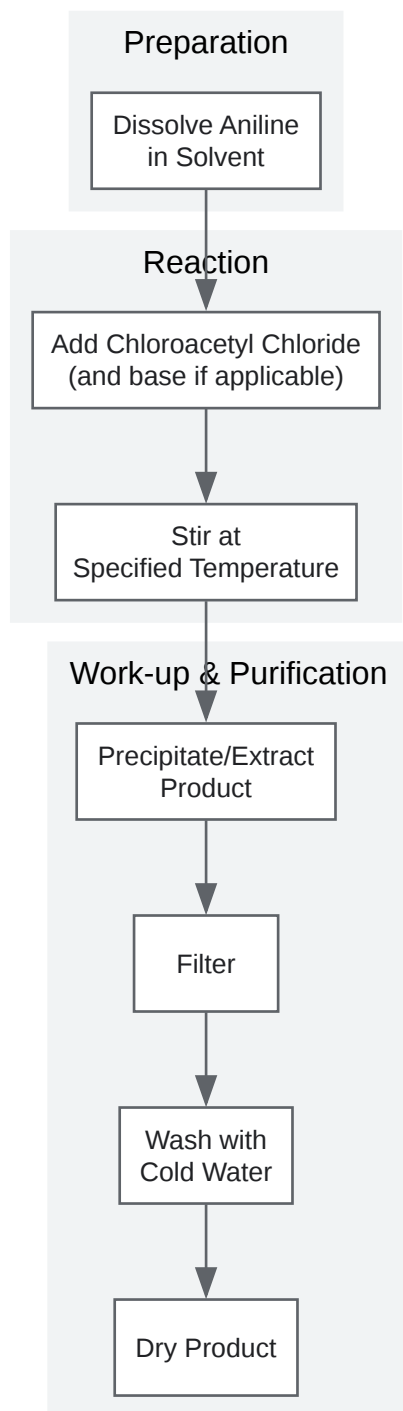 Preparation
Dissolve Aniline
in Solvent
Reaction
Add Chloroacetyl Chloride
(and base if applicable)
Stir at
Specified Temperature
Work-up & Purification
Precipitate/Extract
Product
Filter
Wash with
Cold Water
Dry Product